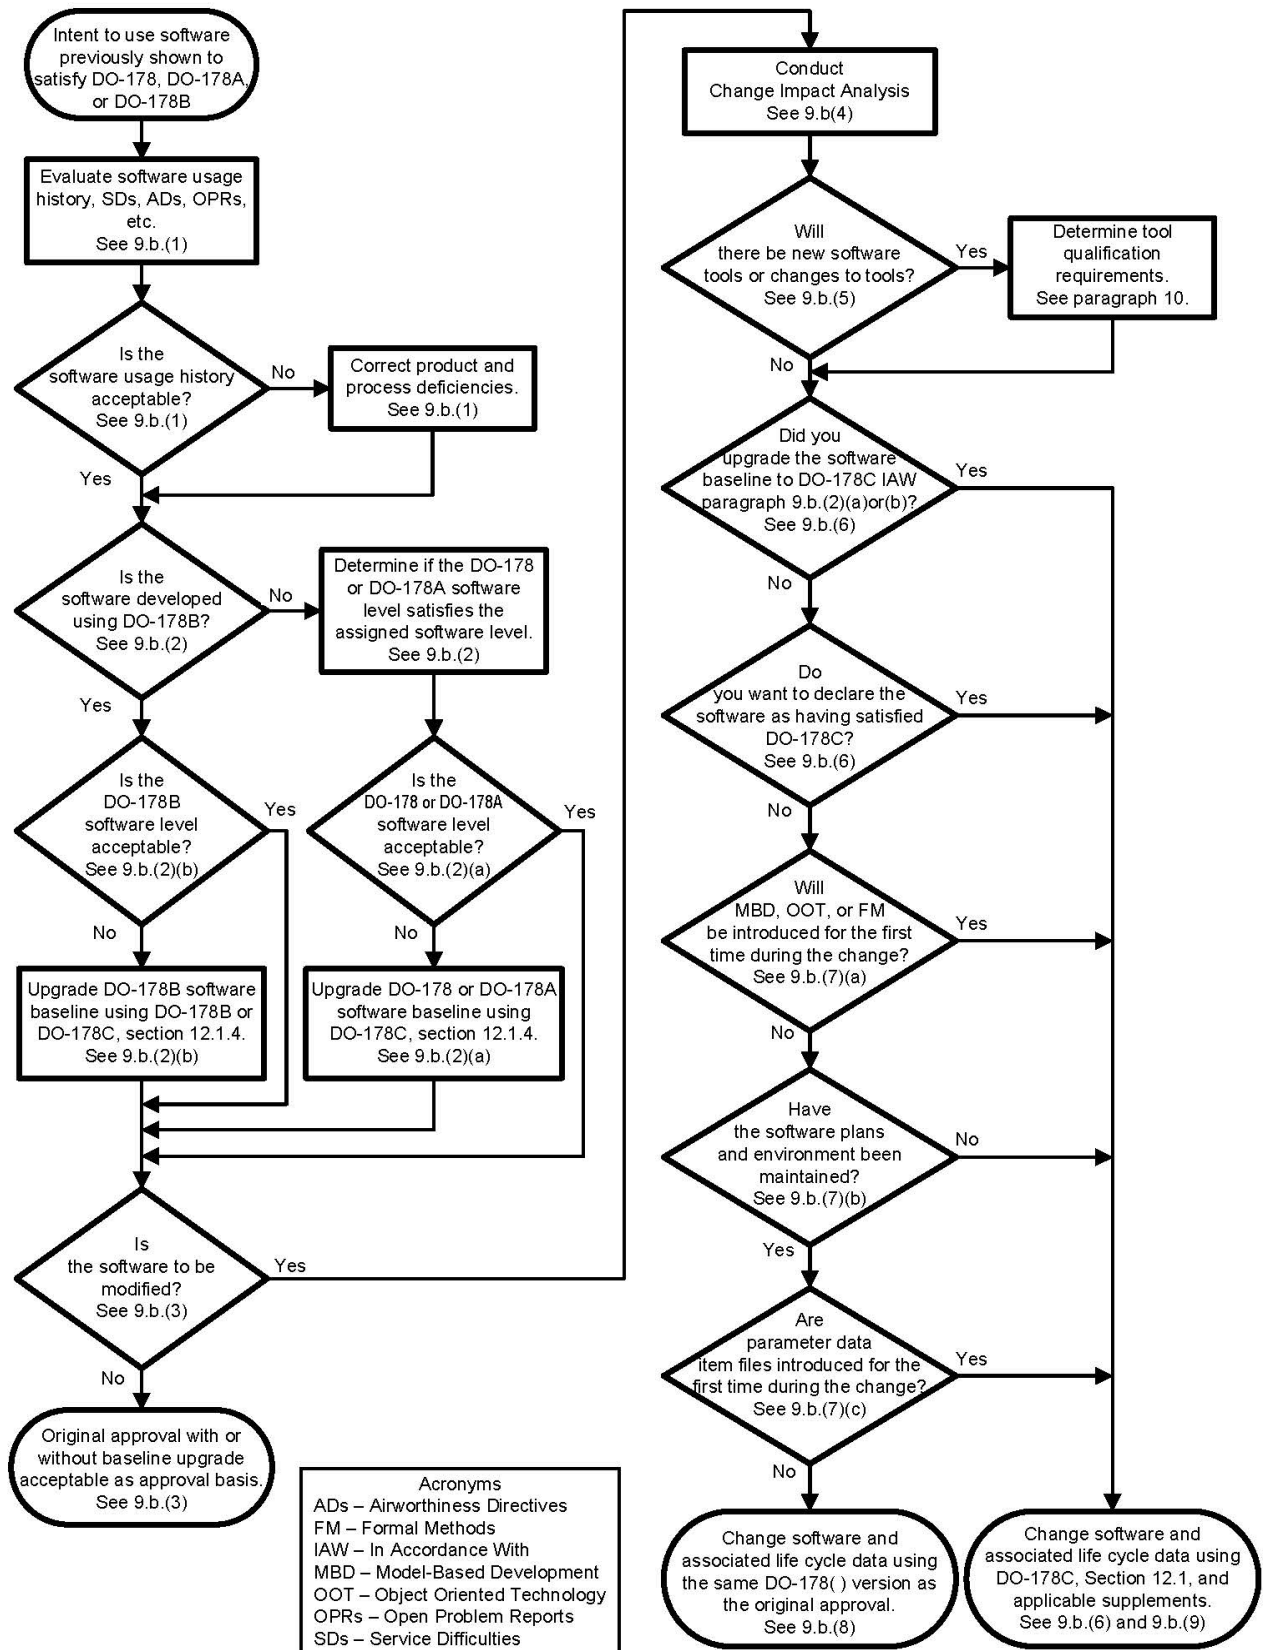 Intent to use software
previously shown to
satisfy DO-178, DO-178A,
or DO-178B
Evaluate software usage
history, SDs, ADs, OPRs,
etc.
See 9.b.(1)
Is the
software usage history
acceptable?
See 9.b.(1)
No
Correct product and
process deficiencies.
See 9.b.(1)
Yes
Is the
software developed
using DO-178B?
See 9.b.(2)
No
Determine if the DO-178
or DO-178A software
level satisfies the
assigned software level.
See 9.b.(2)
Yes
Is the
DO-178B
software level
acceptable?
See 9.b.(2)(b)
Yes
Is the
DO-178 or DO-178A
software level
acceptable?
See 9.b.(2)(a)
Yes
No
No
Upgrade DO-178B software
baseline using DO-178B or
DO-178C, section 12.1.4.
See 9.b.(2)(b)
Upgrade DO-178 or DO-178A
software baseline using
DO-178C, section 12.1.4.
See 9.b.(2)(a)
Is
the software to be
modified?
See 9.b.(3)
Yes
No
Original approval with or
without baseline upgrade
acceptable as approval basis.
See 9.b.(3)
Acronyms
ADs – Airworthiness Directives
FM – Formal Methods
IAW – In Accordance With
MBD – Model-Based Development
OOT – Object Oriented Technology
OPRs – Open Problem Reports
SDs – Service Difficulties
Conduct
Change Impact Analysis
See 9.b(4)
Will
there be new software
tools or changes to tools?
See 9.b.(5)
Yes
Determine tool
qualification
requirements.
See paragraph 10.
No
Did you
upgrade the software
baseline to DO-178C IAW
paragraph 9.b.(2)(a)or(b)?
See 9.b.(6)
Yes
No
Do
you want to declare the
software as having satisfied
DO-178C?
See 9.b.(6)
Yes
No
Will
MBD, OOT, or FM
be introduced for the first
time during the change?
See 9.b.(7)(a)
Yes
No
Have
the software plans
and environment been
maintained?
See 9.b.(7)(b)
No
Yes
Are
parameter data
item files introduced for the
first time during the change?
See 9.b.(7)(c)
Yes
No
Change software and
associated life cycle data using
the same DO-178( ) version as
the original approval.
See 9.b.(8)
Change software and
associated life cycle data using
DO-178C, Section 12.1, and
applicable supplements.
See 9.b.(6) and 9.b.(9)